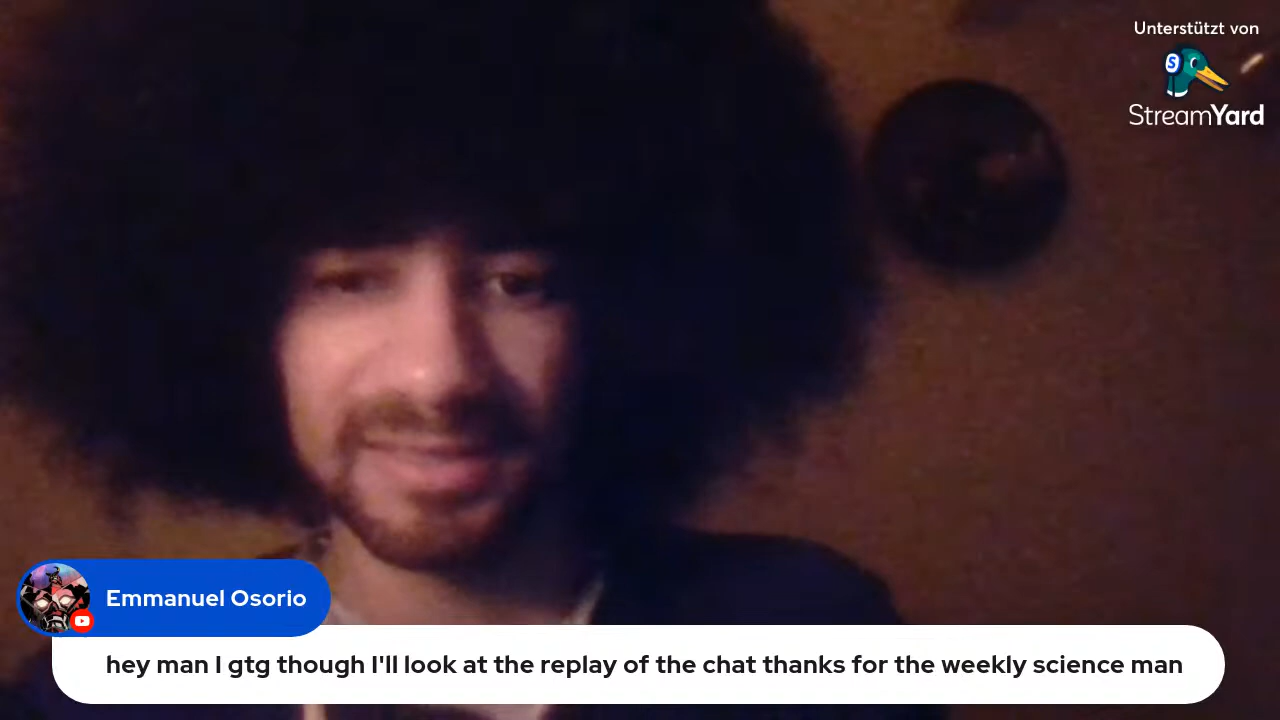 Unterstützt von
StreamYard
Emmanuel Osorio
hey man I gtg though I'll look at the replay of the chat thanks for the weekly science man